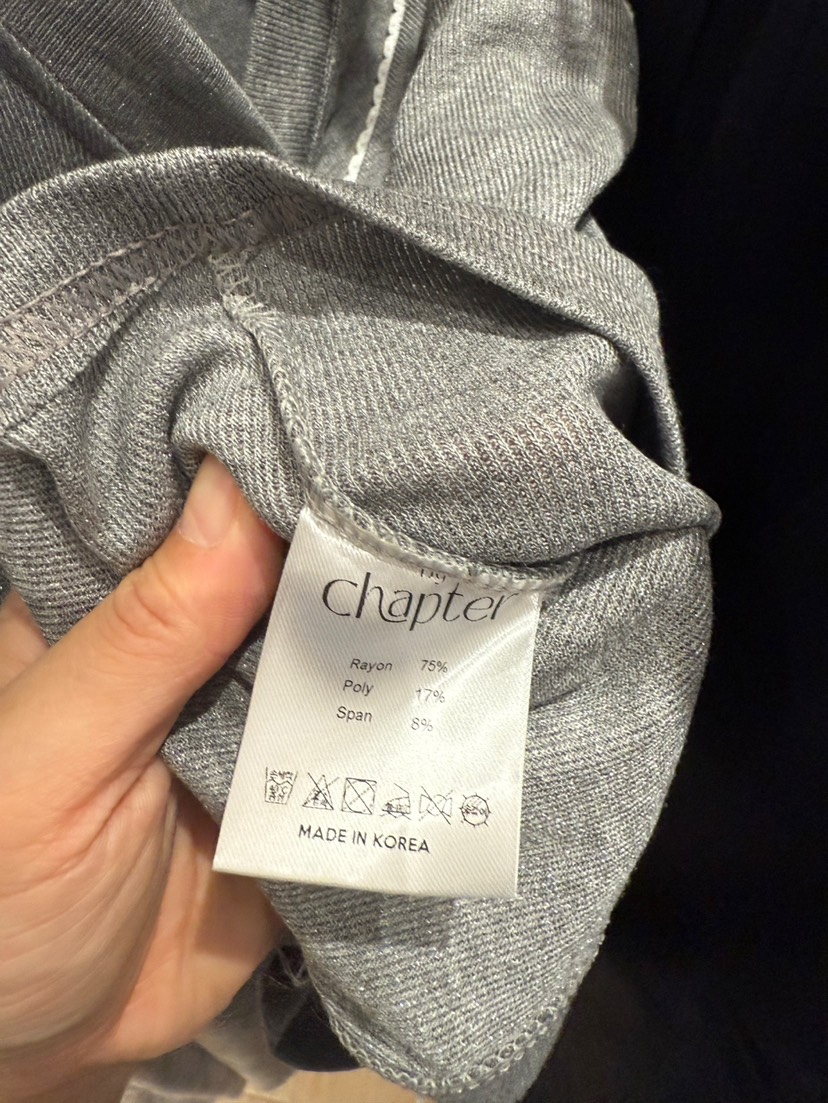 chapter
Rayon 75%
Poly 17%
Span 8%
MADE IN KOREA